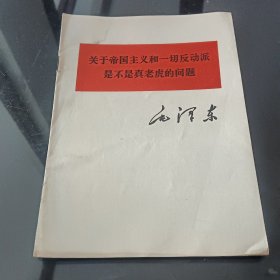 关于帝国主义和一切反动派
是不是真老虎的问题
毛泽东